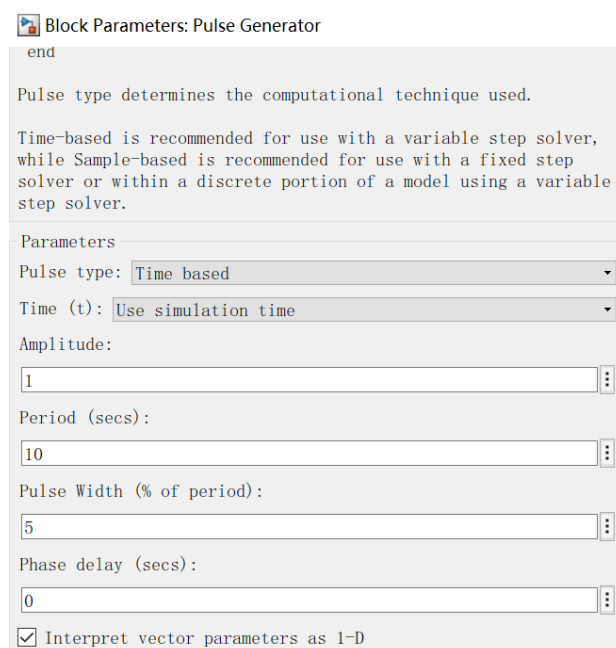 Block Parameters: Pulse Generator
end
Pulse type determines the computational technique used.
Time-based is recommended for use with a variable step solver,
while Sample-based is recommended for use with a fixed step
solver or within a discrete portion of a model using a variable
step solver.
Parameters
Pulse type: Time based
Time (t): Use simulation time
Amplitude:
1
Period (secs):
10
Pulse Width (% of period):
5
Phase delay (secs):
0
Interpret vector parameters as 1-D